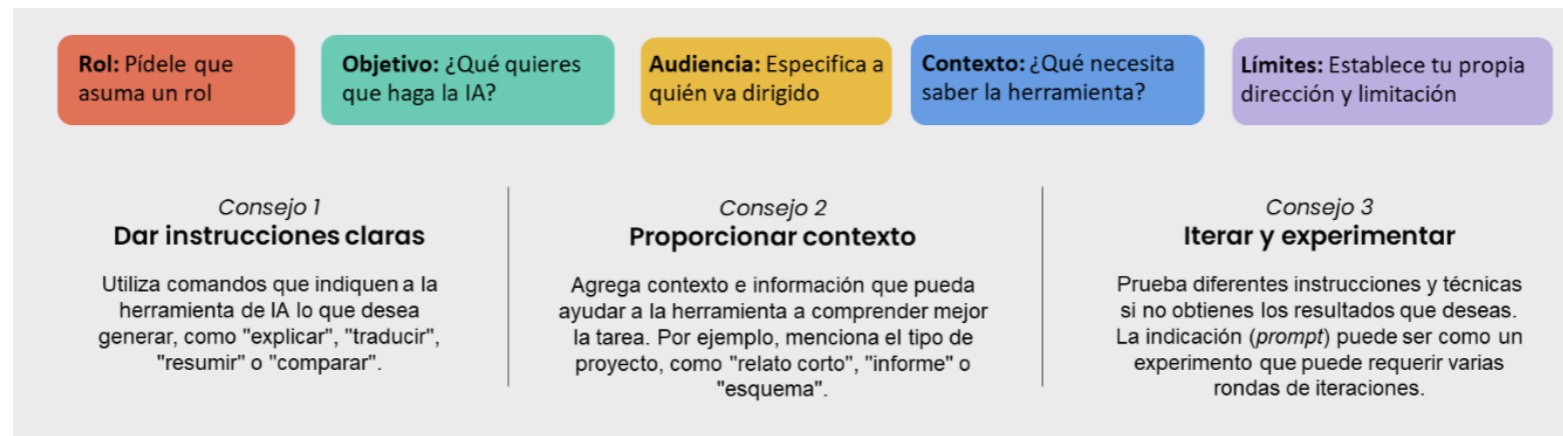 Rol: Pídele que
asuma un rol
Objetivo: ¿Qué quieres
que haga la IA?
Audiencia: Especifica a
quién va dirigido
Contexto: ¿Qué necesita
saber la herramienta?
Límites: Establece tu propia
dirección y limitación
Consejo 1
Dar instrucciones claras
Utiliza comandos que indiquen a la
herramienta de IA lo que desea
generar, como "explicar", "traducir",
"resumir" o "comparar".
Consejo 2
Proporcionar contexto
Agrega contexto e información que pueda
ayudar a la herramienta a comprender mejor
la tarea. Por ejemplo, menciona el tipo de
proyecto, como "relato corto", "informe" o
"esquema".
Consejo 3
Iterar y experimentar
Prueba diferentes instrucciones y técnicas
si no obtienes los resultados que deseas.
La indicación (prompt) puede ser como un
experimento que puede requerir varias
rondas de iteraciones.